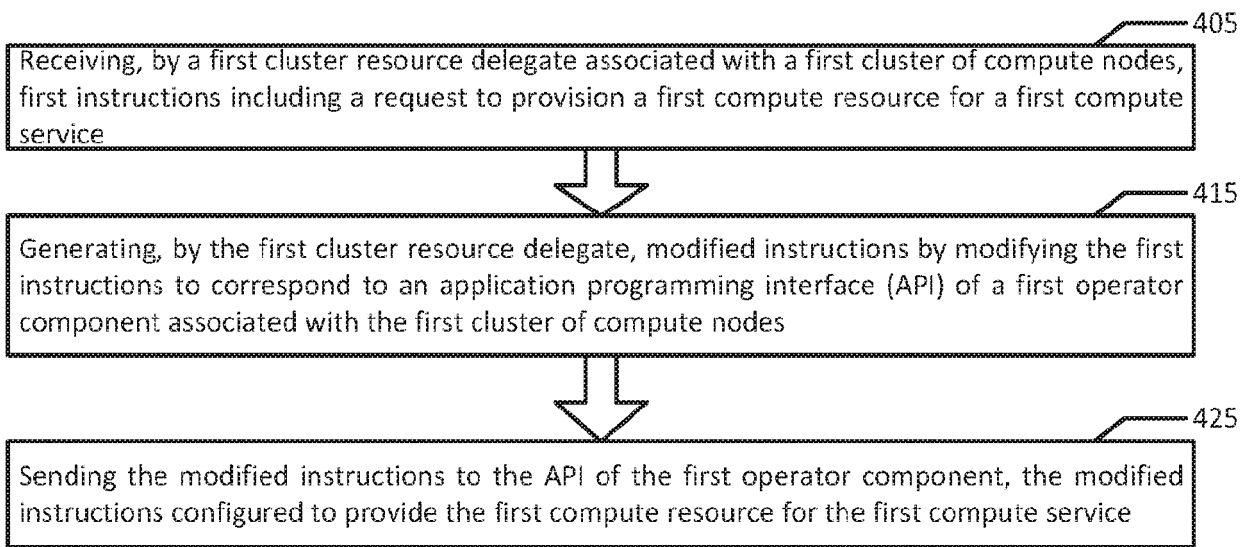 405
Receiving, by a first cluster resource delegate associated with a first cluster of compute nodes,
first instructions including a request to provision a first compute resource for a first compute
service
415
Generating, by the first cluster resource delegate, modified instructions by modifying the first
instructions to correspond to an application programming interface (API) of a first operator
component associated with the first cluster of compute nodes
425
Sending the modified instructions to the API of the first operator component, the modified
instructions configured to provide the first compute resource for the first compute service